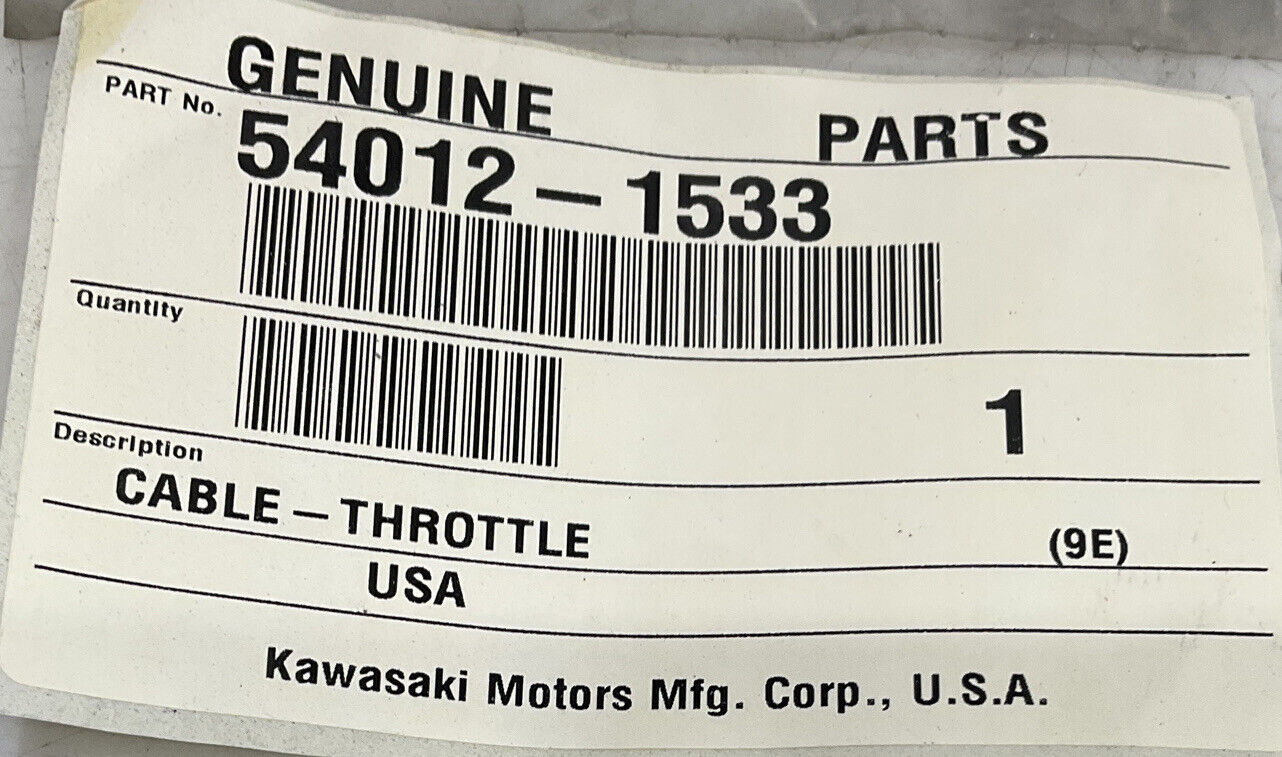 GENUINE PARTS
PART No.
54012-1533
Quantity
1
Description
CABLE-THROTTLE (9E)
USA
Kawasaki Motors Mfg. Corp., U.S.A.